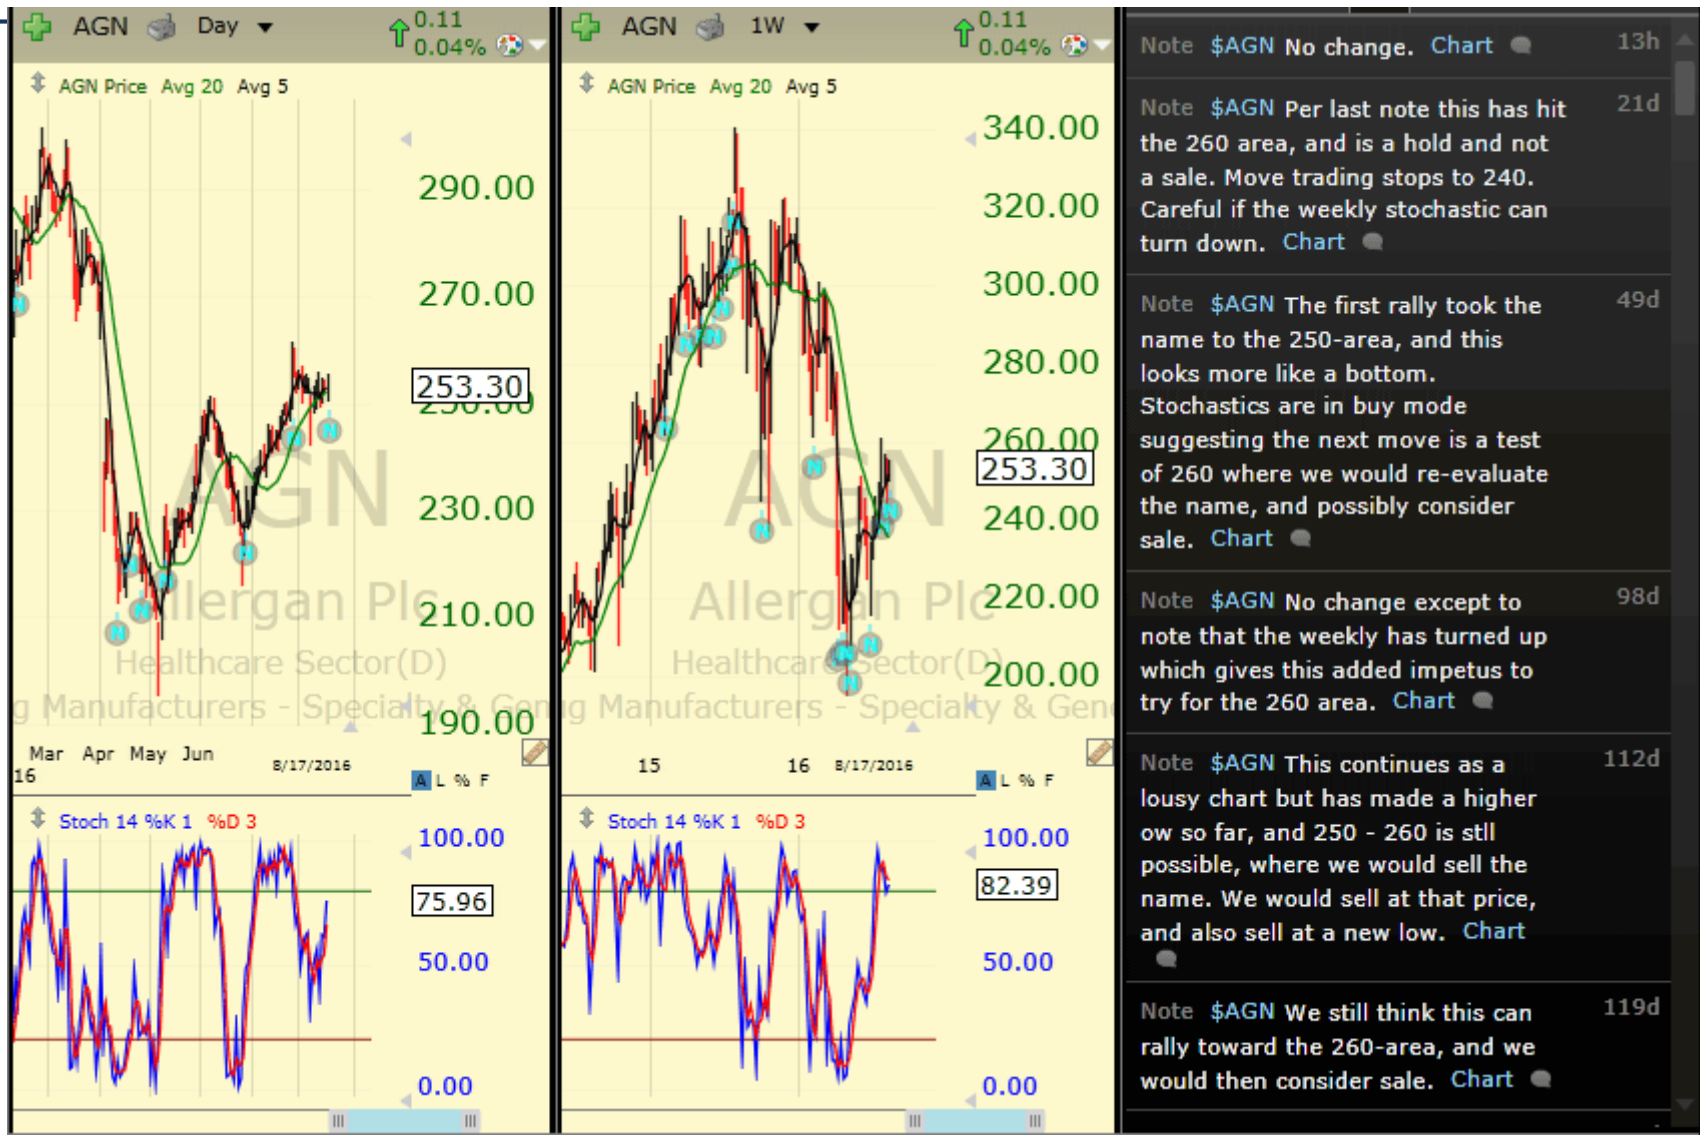 AGN Day
0.11
0.04%
AGN Price Avg 20 Avg 5
290.00
270.00
253.30
250.00
230.00
210.00
190.00
AGN
Allergan Plc
Healthcare Sector(D)
g Manufacturers - Specialty & Gen
Mar Apr May Jun
16
8/17/2016
A L % F
Stoch 14 %K 1 %D 3
100.00
75.96
50.00
0.00
AGN 1W
0.11
0.04%
AGN Price Avg 20 Avg 5
340.00
320.00
300.00
280.00
260.00
253.30
240.00
220.00
200.00
AGN
Allergan Plc
Healthcare Sector(D)
g Manufacturers - Specialty & Gene
15 16 8/17/2016
A L % F
Stoch 14 %K 1 %D 3
100.00
82.39
50.00
0.00
Note $AGN No change. Chart 13h
Note $AGN Per last note this has hit 21d
the 260 area, and is a hold and not
a sale. Move trading stops to 240.
Careful if the weekly stochastic can
turn down. Chart
Note $AGN The first rally took the 49d
name to the 250-area, and this
looks more like a bottom.
Stochastics are in buy mode
suggesting the next move is a test
of 260 where we would re-evaluate
the name, and possibly consider
sale. Chart
Note $AGN No change except to 98d
note that the weekly has turned up
which gives this added impetus to
try for the 260 area. Chart
Note $AGN This continues as a 112d
lousy chart but has made a higher
ow so far, and 250 - 260 is stll
possible, where we would sell the
name. We would sell at that price,
and also sell at a new low. Chart
Note $AGN We still think this can 119d
rally toward the 260-area, and we
would then consider sale. Chart